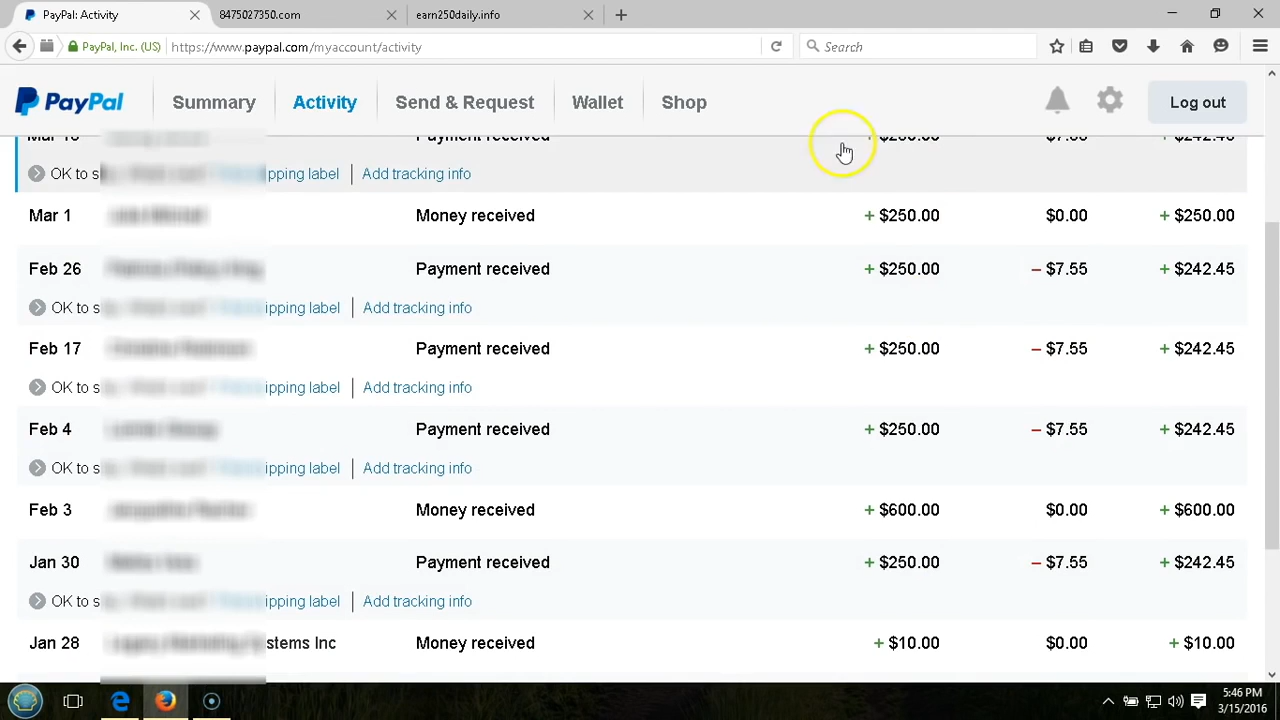 PayPal: Activity
8475027350.com
earn250daily.info
PayPal, Inc. (US)
https://www.paypal.com/myaccount/activity
Search
PayPal
Summary
Activity
Send & Request
Wallet
Shop
Log out
Payment received
OK to s ipping label | Add tracking info
Mar 1 Money received + $250.00 $0.00 + $250.00
Feb 26 Payment received + $250.00 − $7.55 + $242.45
OK to s ipping label | Add tracking info
Feb 17 Payment received + $250.00 − $7.55 + $242.45
OK to s ipping label | Add tracking info
Feb 4 Payment received + $250.00 − $7.55 + $242.45
OK to s ipping label | Add tracking info
Feb 3 Money received + $600.00 $0.00 + $600.00
Jan 30 Payment received + $250.00 − $7.55 + $242.45
OK to s ipping label | Add tracking info
Jan 28 stems Inc Money received + $10.00 $0.00 + $10.00
5:46 PM
3/15/2016